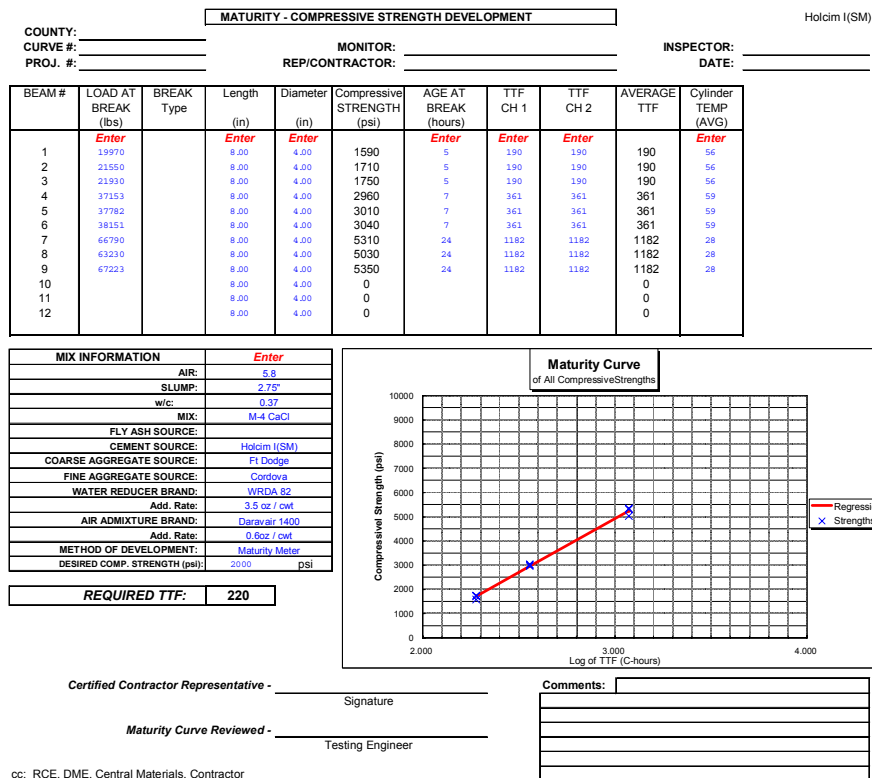 MATURITY - COMPRESSIVE STRENGTH DEVELOPMENT Holcim I(SM)
COUNTY:
CURVE #: MONITOR: INSPECTOR:
PROJ. #: REP/CONTRACTOR: DATE:
BEAM # LOAD AT BREAK Length Diameter Compressive AGE AT TTF TTF AVERAGE Cylinder
BREAK Type STRENGTH BREAK CH 1 CH 2 TTF TEMP
(lbs) (in) (in) (psi) (hours) (AVG)
Enter Enter Enter Enter Enter Enter Enter
1 19970 8.00 4.00 1590 5 190 190 190 56
2 21550 8.00 4.00 1710 5 190 190 190 56
3 21930 8.00 4.00 1750 5 190 190 190 56
4 37153 8.00 4.00 2960 7 361 361 361 59
5 37782 8.00 4.00 3010 7 361 361 361 59
6 38151 8.00 4.00 3040 7 361 361 361 59
7 66790 8.00 4.00 5310 24 1182 1182 1182 28
8 63230 8.00 4.00 5030 24 1182 1182 1182 28
9 67223 8.00 4.00 5350 24 1182 1182 1182 28
10 8.00 4.00 0 0
11 8.00 4.00 0 0
12 8.00 4.00 0 0
MIX INFORMATION Enter
AIR: 5.8
SLUMP: 2.75"
w/c: 0.37
MIX: M-4 CaCl
FLY ASH SOURCE:
CEMENT SOURCE: Holcim I(SM)
COARSE AGGREGATE SOURCE: Ft Dodge
FINE AGGREGATE SOURCE: Cordova
WATER REDUCER BRAND: WRDA 82
Add. Rate: 3.5 oz / cwt
AIR ADMIXTURE BRAND: Daravair 1400
Add. Rate: 0.6oz / cwt
METHOD OF DEVELOPMENT: Maturity Meter
DESIRED COMP. STRENGTH (psi): 2000 psi
REQUIRED TTF: 220
Maturity Curve
of All CompressiveStrengths
Compressivel Strength (psi)
10000
9000
8000
7000
6000
5000
4000
3000
2000
1000
0
2.000 3.000 4.000
Log of TTF (C-hours)
Regressi
Strengths
Certified Contractor Representative -
Signature
Maturity Curve Reviewed -
Testing Engineer
Comments:
cc: RCE, DME, Central Materials, Contractor